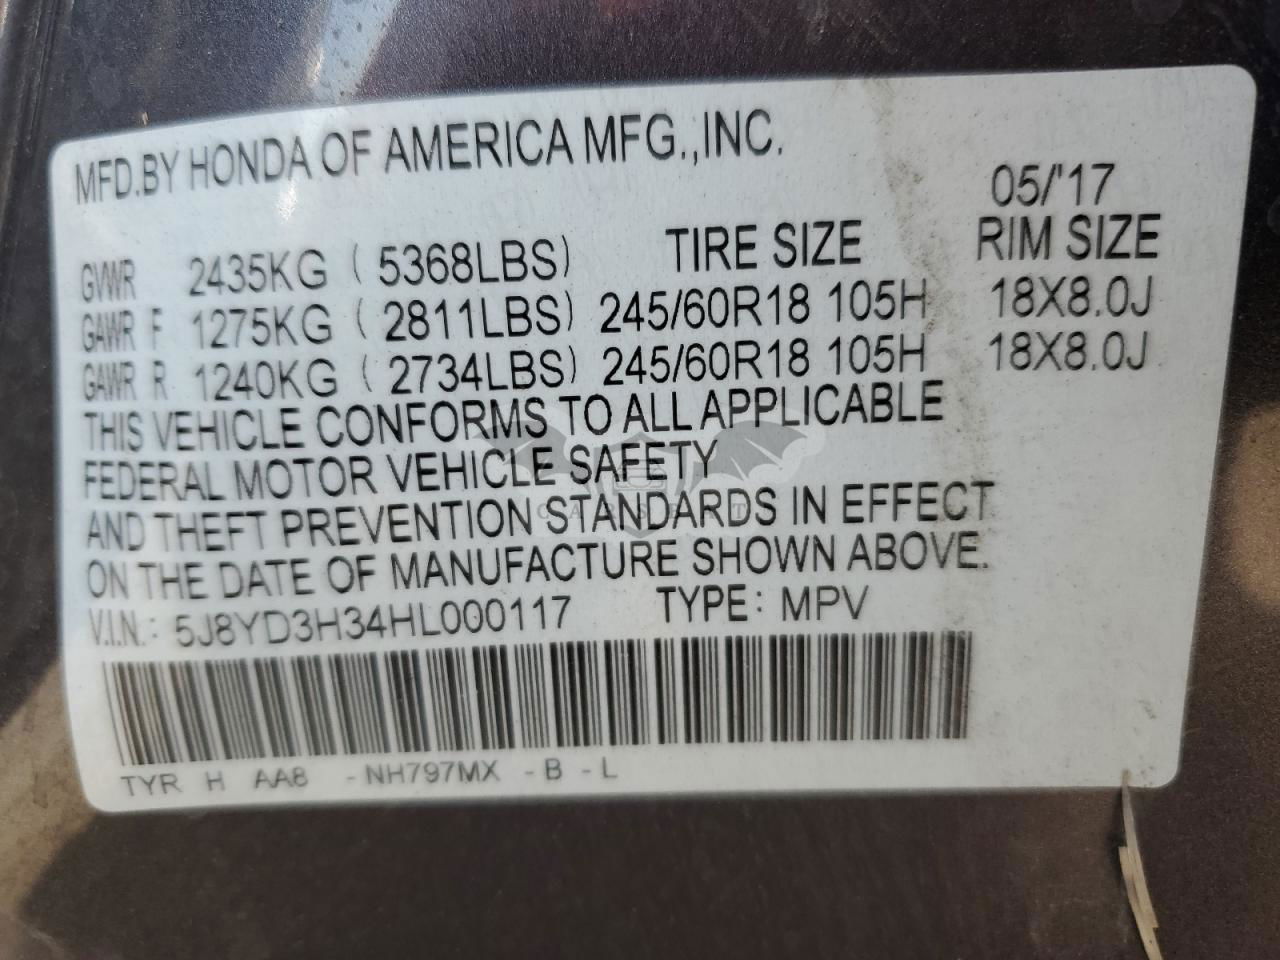 MFD.BY HONDA OF AMERICA MFG.,INC.
05/'17
GVWR 2435KG ( 5368LBS) TIRE SIZE RIM SIZE
GAWR F 1275KG ( 2811LBS) 245/60R18 105H 18X8.0J
GAWR R 1240KG ( 2734LBS) 245/60R18 105H 18X8.0J
THIS VEHICLE CONFORMS TO ALL APPLICABLE
FEDERAL MOTOR VEHICLE SAFETY
AND THEFT PREVENTION STANDARDS IN EFFECT
ON THE DATE OF MANUFACTURE SHOWN ABOVE.
V.I.N.: 5J8YD3H34HL000117 TYPE: MPV
TYR H AA8 -NH797MX -B -L